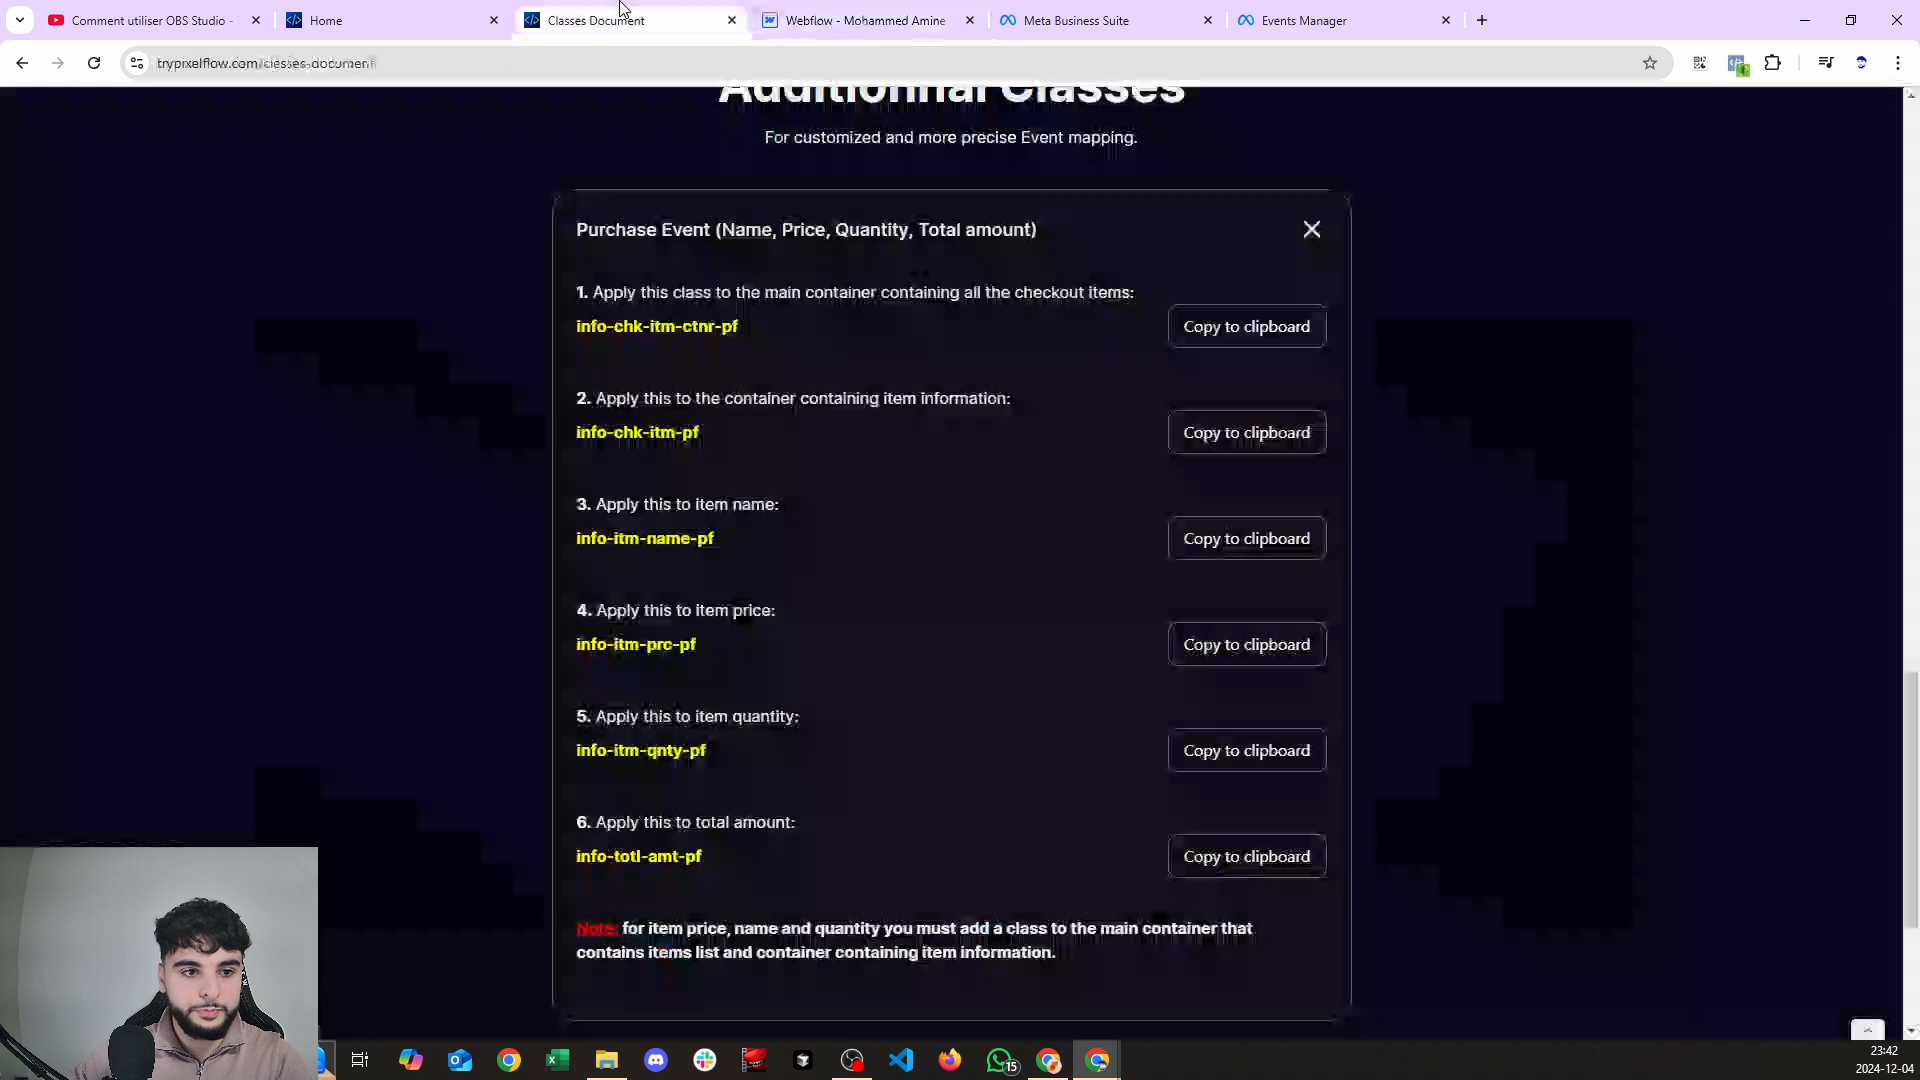 Comment utiliser OBS Studio -
Home
Classes Document
Webflow - Mohammed Amine
Meta Business Suite
Events Manager
trypixelflow.com/classes-document
Additionnal Classes
For customized and more precise Event mapping.
Purchase Event (Name, Price, Quantity, Total amount)
1. Apply this class to the main container containing all the checkout items:
info-chk-itm-ctnr-pf
Copy to clipboard
2. Apply this to the container containing item information:
info-chk-itm-pf
Copy to clipboard
3. Apply this to item name:
info-itm-name-pf
Copy to clipboard
4. Apply this to item price:
info-itm-prc-pf
Copy to clipboard
5. Apply this to item quantity:
info-itm-qnty-pf
Copy to clipboard
6. Apply this to total amount:
info-totl-amt-pf
Copy to clipboard
Note: for item price, name and quantity you must add a class to the main container that
contains items list and container containing item information.
15
23:42
2024-12-04